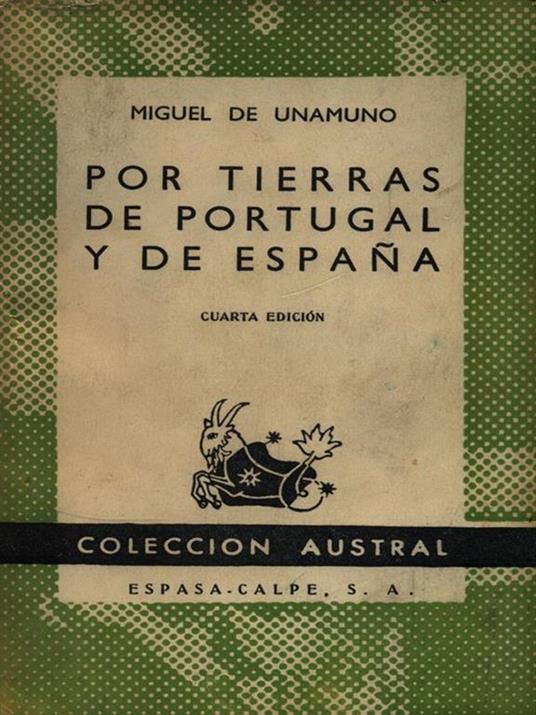 MIGUEL DE UNAMUNO
POR TIERRAS
DE PORTUGAL
Y DE ESPAÑA
CUARTA EDICIÓN
COLECCION AUSTRAL
ESPASA-CALPE, S. A.